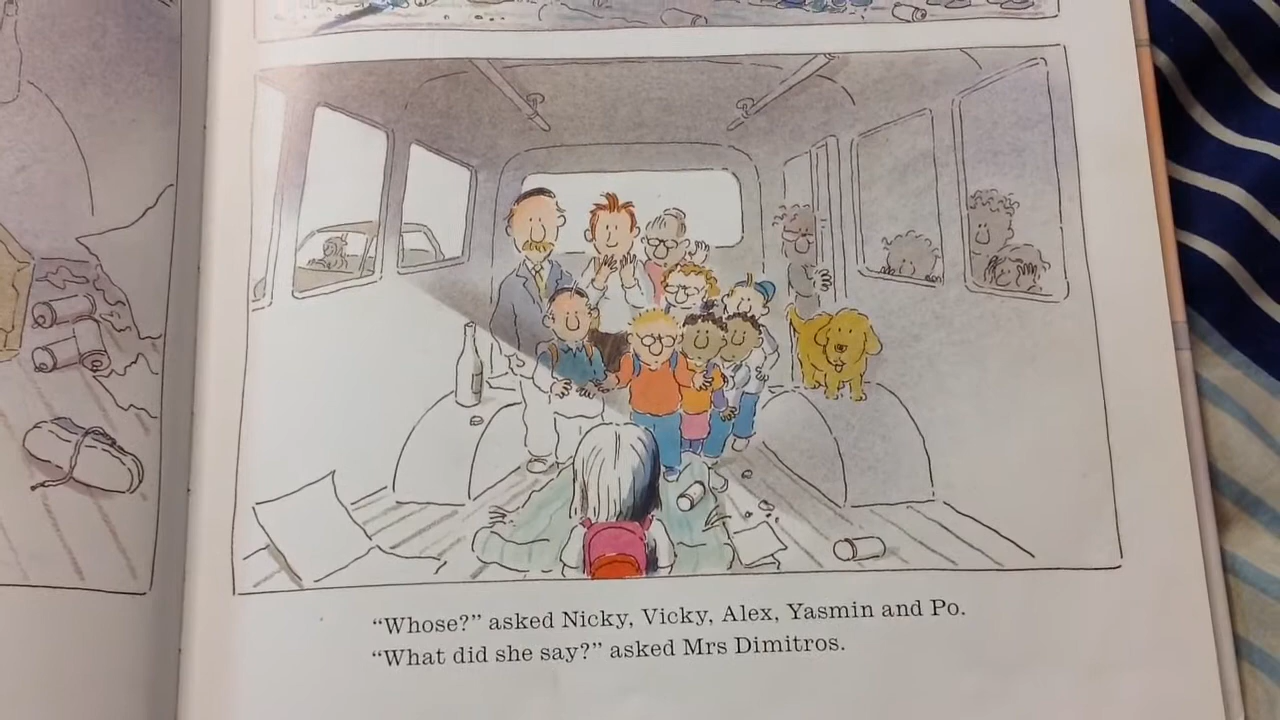 “Whose?” asked Nicky, Vicky, Alex, Yasmin and Po.
“What did she say?” asked Mrs Dimitros.